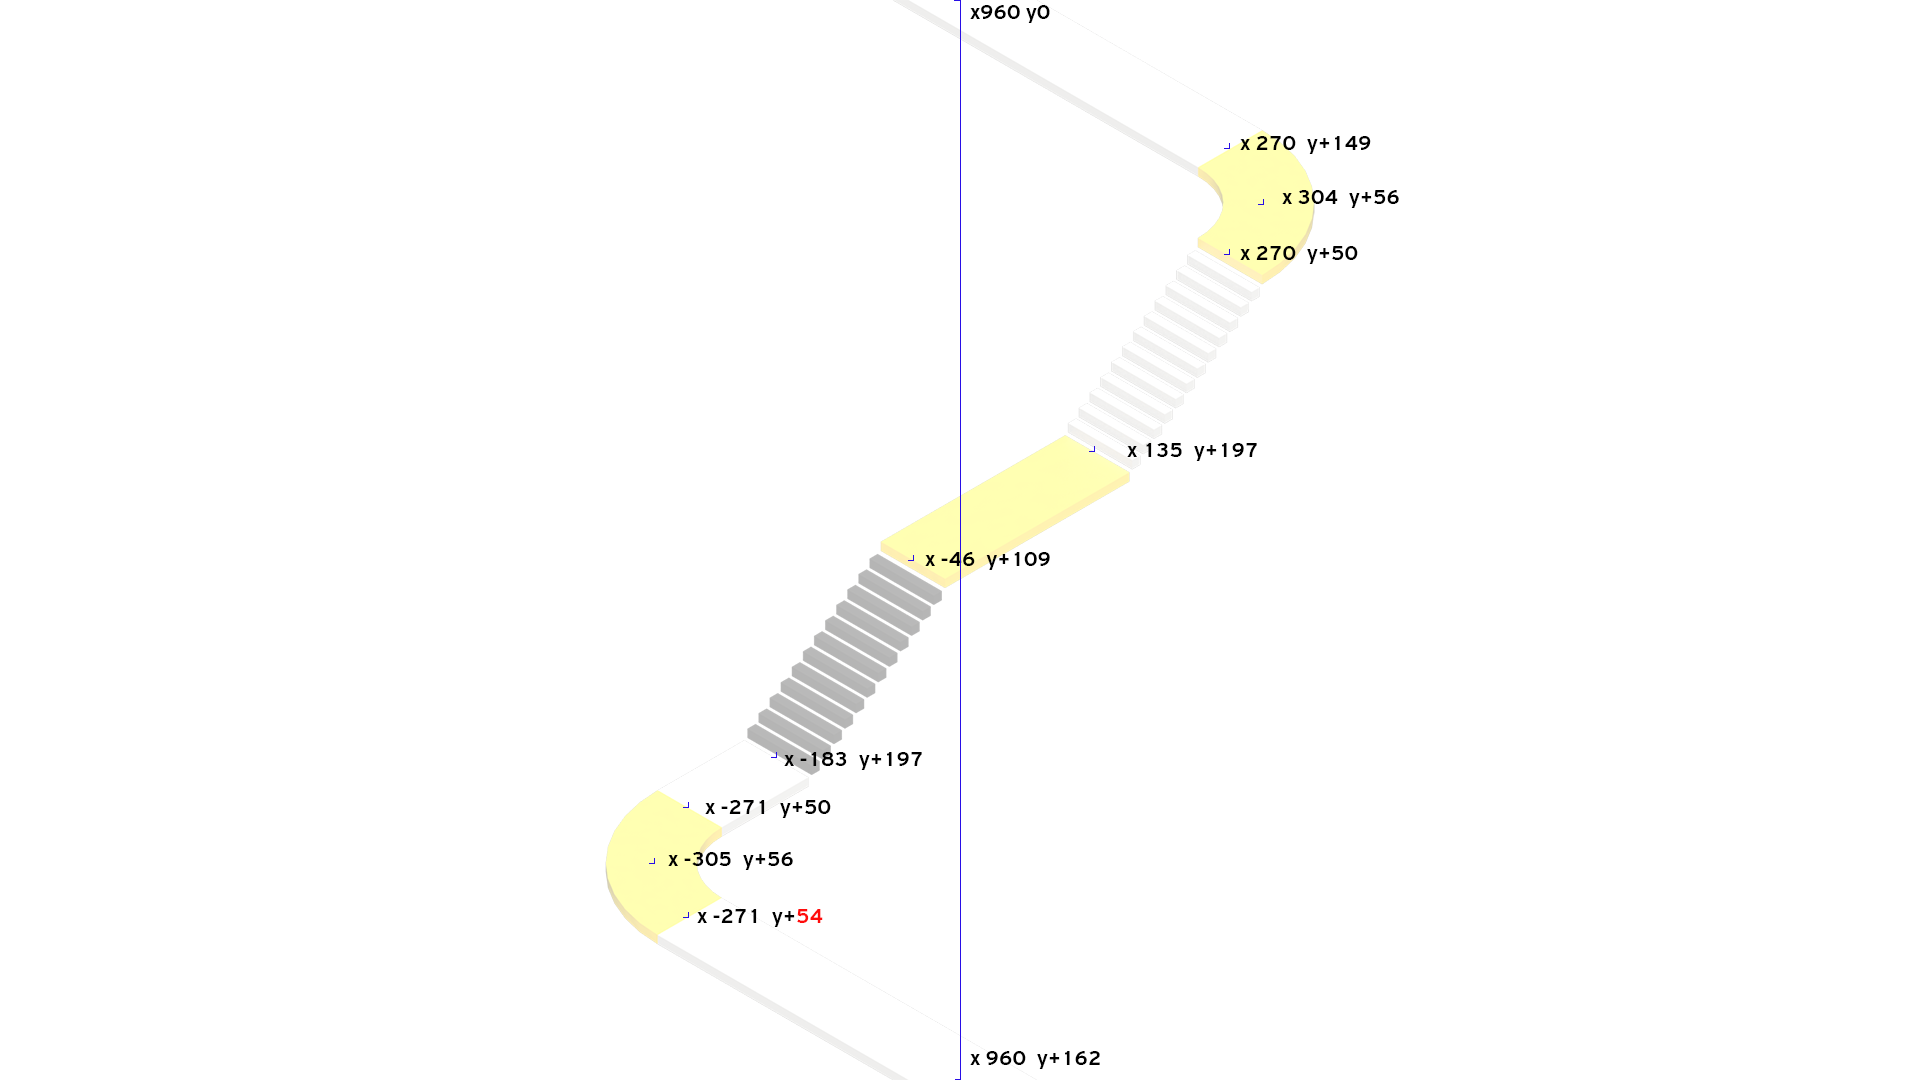 x960 y0
x 270 y+149
x 304 y+56
x 270 y+50
x 135 y+197
x -46 y+109
x -183 y+197
x -271 y+50
x -305 y+56
x -271 y+54
x 960 y+162